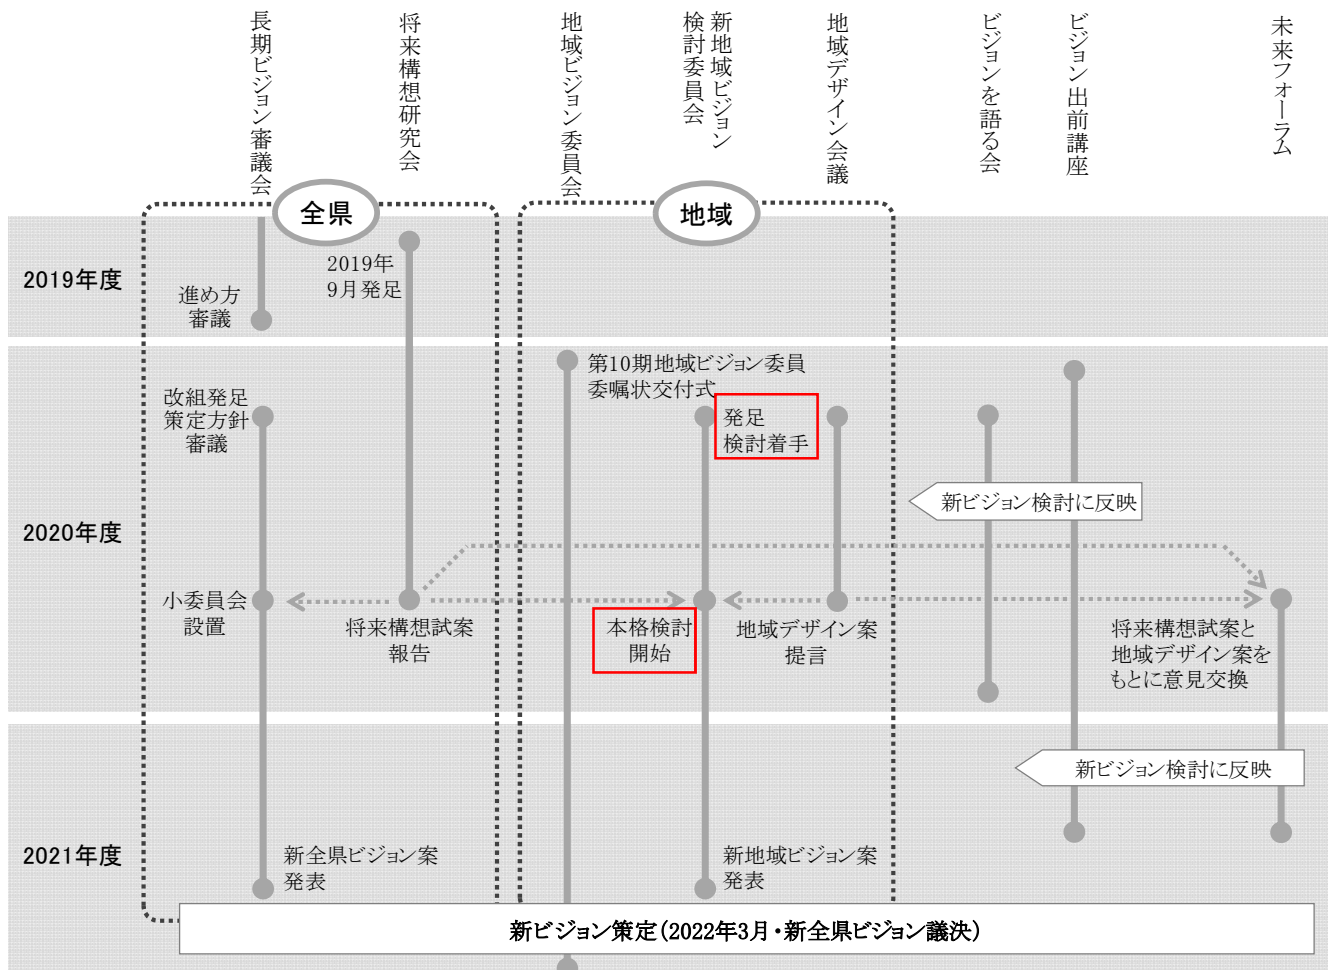 長期ビジョン審議会
将来構想研究会
地域ビジョン委員会
新地域ビジョン
検討委員会
地域デザイン会議
ビジョンを語る会
ビジョン出前講座
未来フォーラム
全県
地域
2019年度
進め方
審議
2019年
9月発足
2020年度
改組発足
策定方針
審議
第10期地域ビジョン委員
委嘱状交付式
発足
検討着手
新ビジョン検討に反映
小委員会
設置
将来構想試案
報告
本格検討
開始
地域デザイン案
提言
将来構想試案と
地域デザイン案を
もとに意見交換
新ビジョン検討に反映
2021年度
新全県ビジョン案
発表
新地域ビジョン案
発表
新ビジョン策定(2022年3月・新全県ビジョン議決)